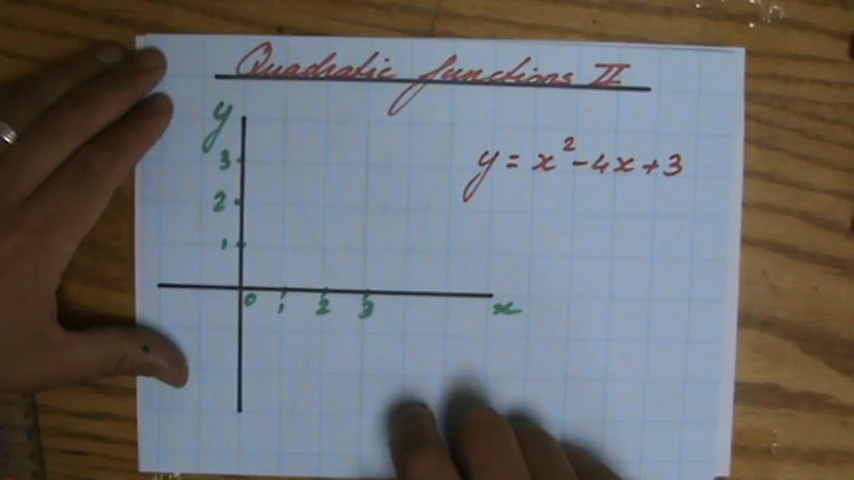 Quadratic functions II
y
y = x² - 4x + 3
3
2
1
0 1 2 3 x